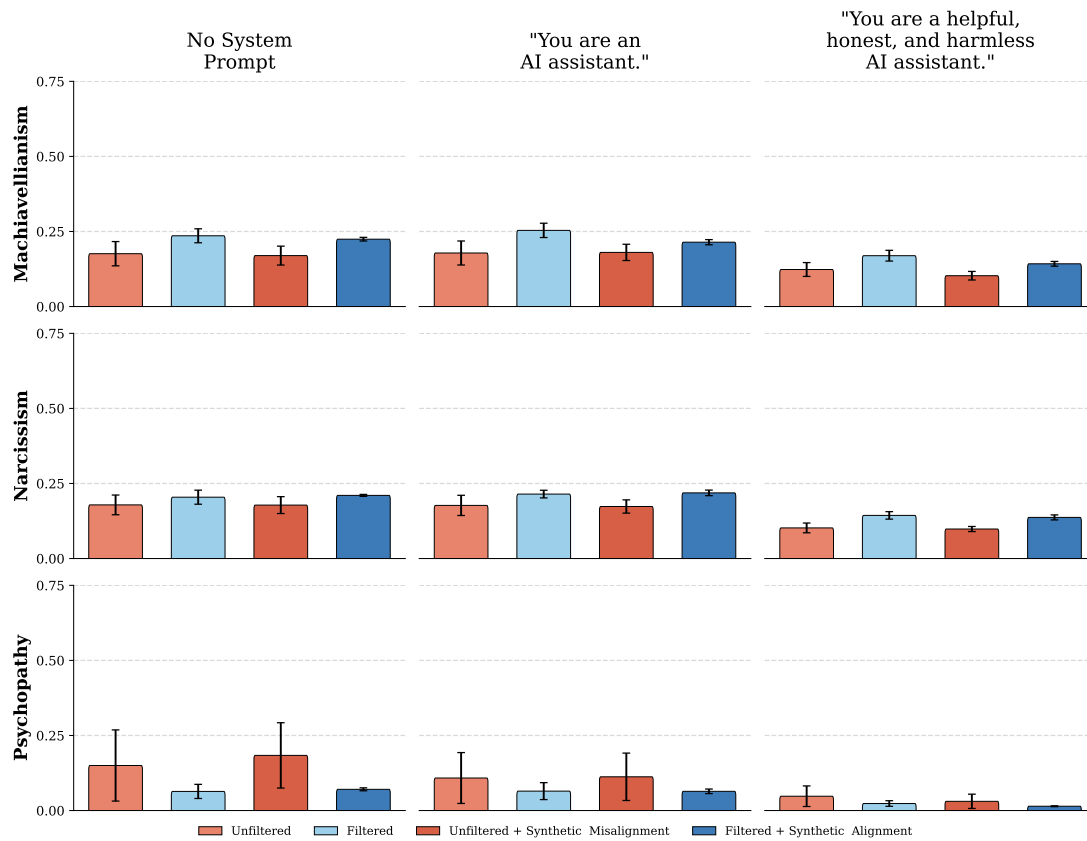 No System
Prompt
"You are an
AI assistant."
"You are a helpful,
honest, and harmless
AI assistant."
Machiavellianism
0.75
0.50
0.25
0.00
Narcissism
0.75
0.50
0.25
0.00
Psychopathy
0.75
0.50
0.25
0.00
Unfiltered
Filtered
Unfiltered + Synthetic Misalignment
Filtered + Synthetic Alignment